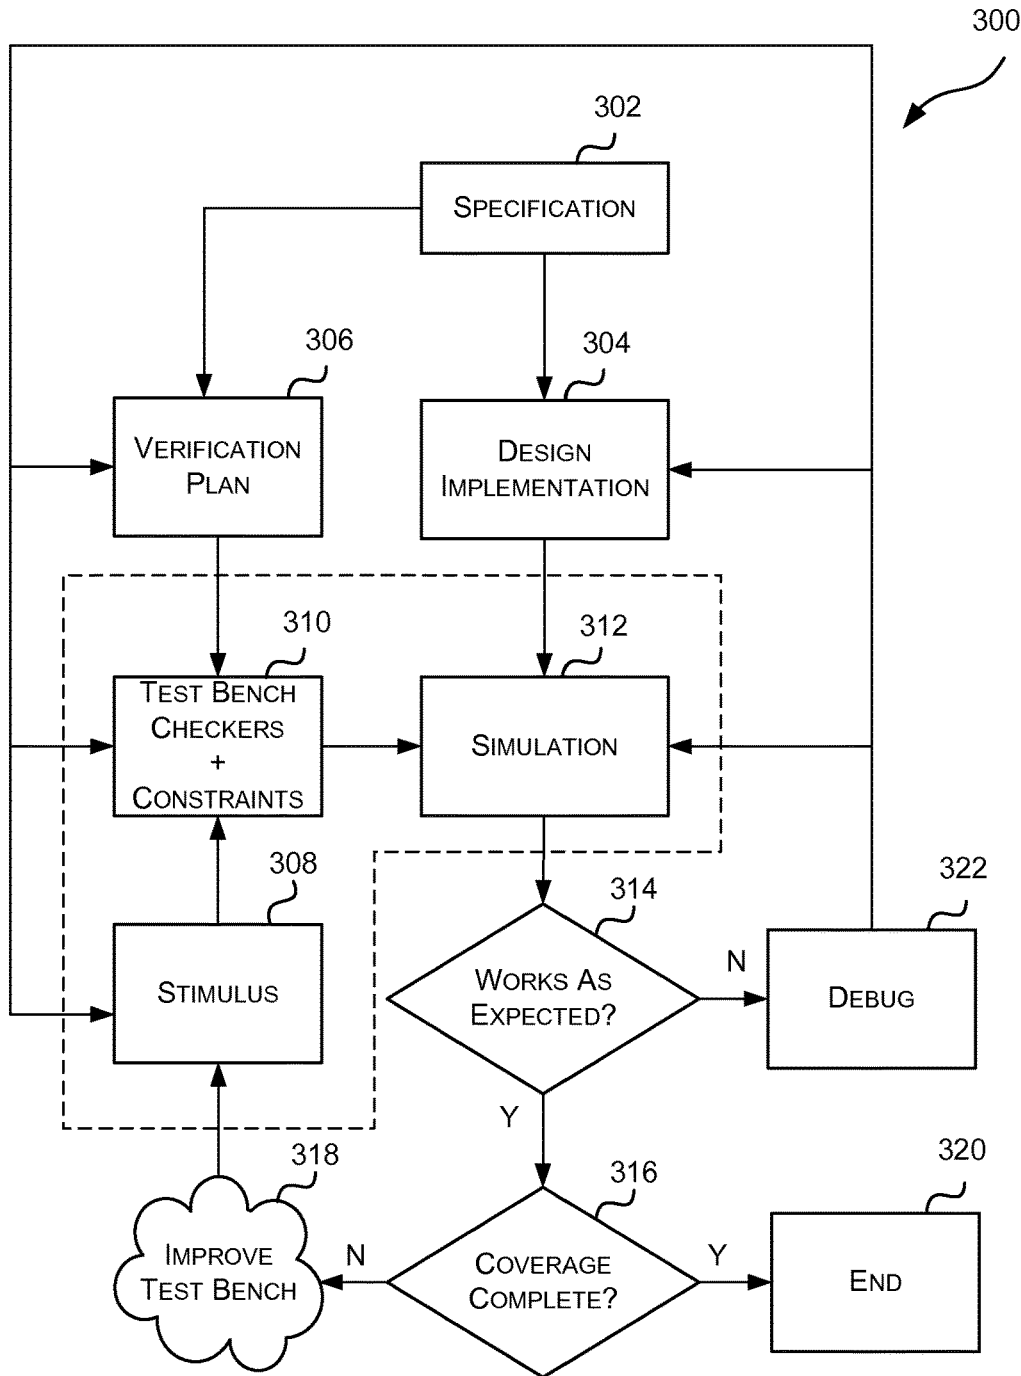 300
302
SPECIFICATION
306
VERIFICATION
PLAN
304
DESIGN
IMPLEMENTATION
310
TEST BENCH
CHECKERS
+
CONSTRAINTS
312
SIMULATION
308
STIMULUS
314
WORKS AS
EXPECTED?
N
322
DEBUG
Y
318
IMPROVE
TEST BENCH
N
316
COVERAGE
COMPLETE?
Y
320
END